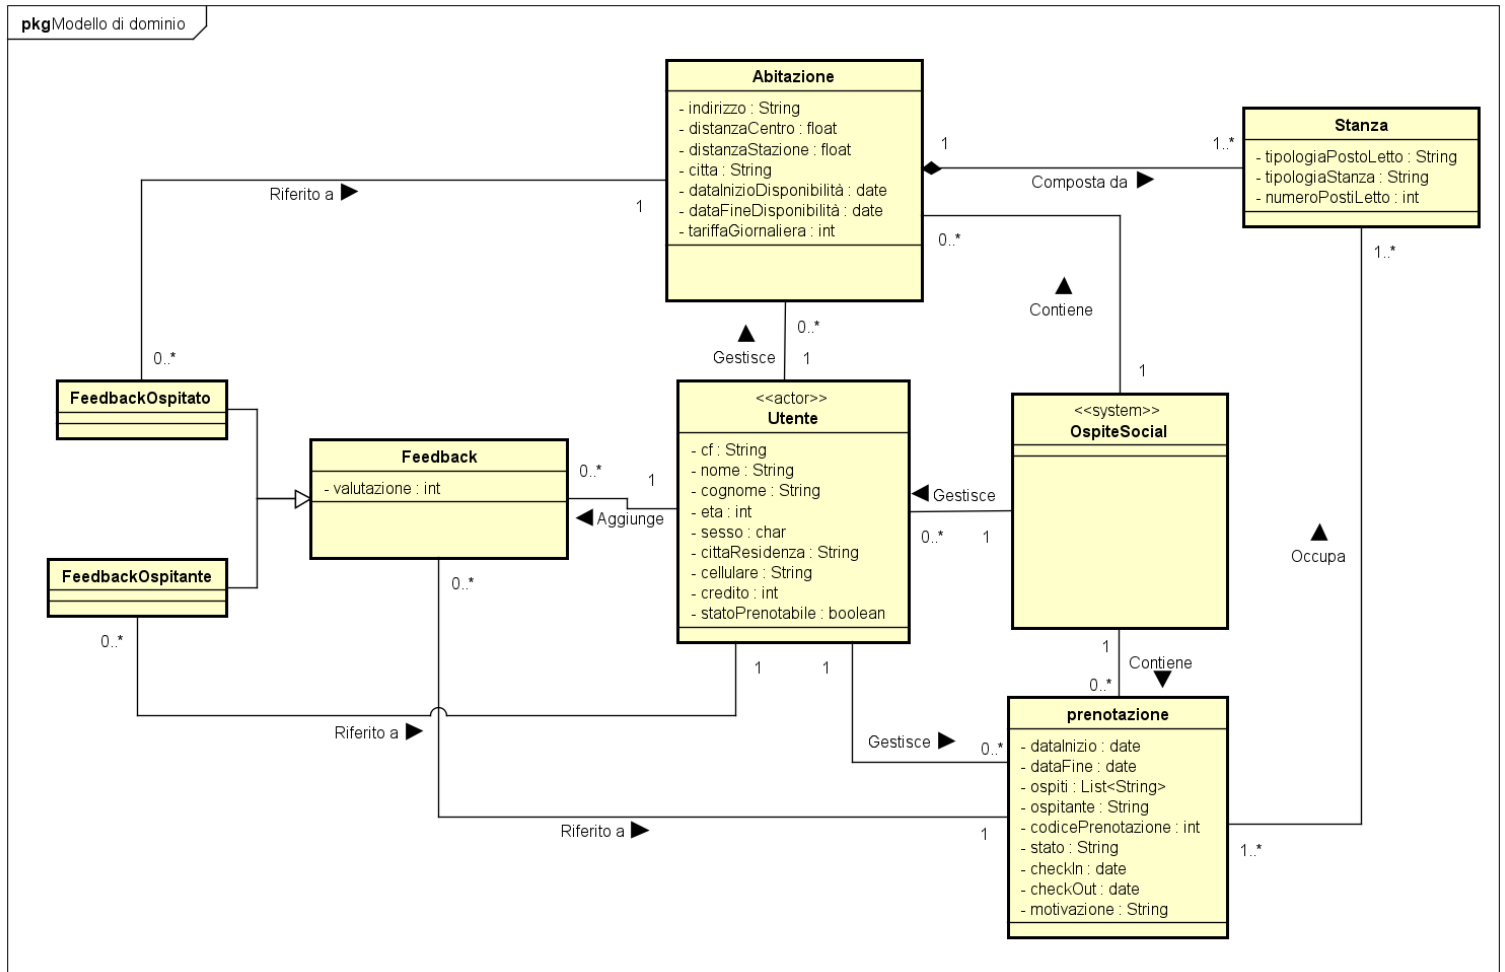 pkg Modello di dominio
Abitazione
- indirizzo : String
- distanzaCentro : float
- distanzaStazione : float
- citta : String
- dataInizioDisponibilità : date
- dataFineDisponibilità : date
- tariffaGiornaliera : int
Stanza
- tipologiaPostoLetto : String
- tipologiaStanza : String
- numeroPostiLetto : int
1
1..*
Composta da
Riferito a
1
0..*
0..*
Contiene
1
0..*
Gestisce
1
1..*
FeedbackOspitato
Feedback
- valutazione : int
FeedbackOspitante
0..*
1
Aggiunge
<<actor>>
Utente
- cf : String
- nome : String
- cognome : String
- eta : int
- sesso : char
- cittaResidenza : String
- cellulare : String
- credito : int
- statoPrenotabile : boolean
<<system>>
OspiteSocial
Gestisce
0..*
1
Occupa
0..*
0..*
1
1
1
Contiene
0..*
Riferito a
Gestisce
0..*
Riferito a
1
prenotazione
- dataInizio : date
- dataFine : date
- ospiti : List<String>
- ospitante : String
- codicePrenotazione : int
- stato : String
- checkIn : date
- checkOut : date
- motivazione : String
1..*